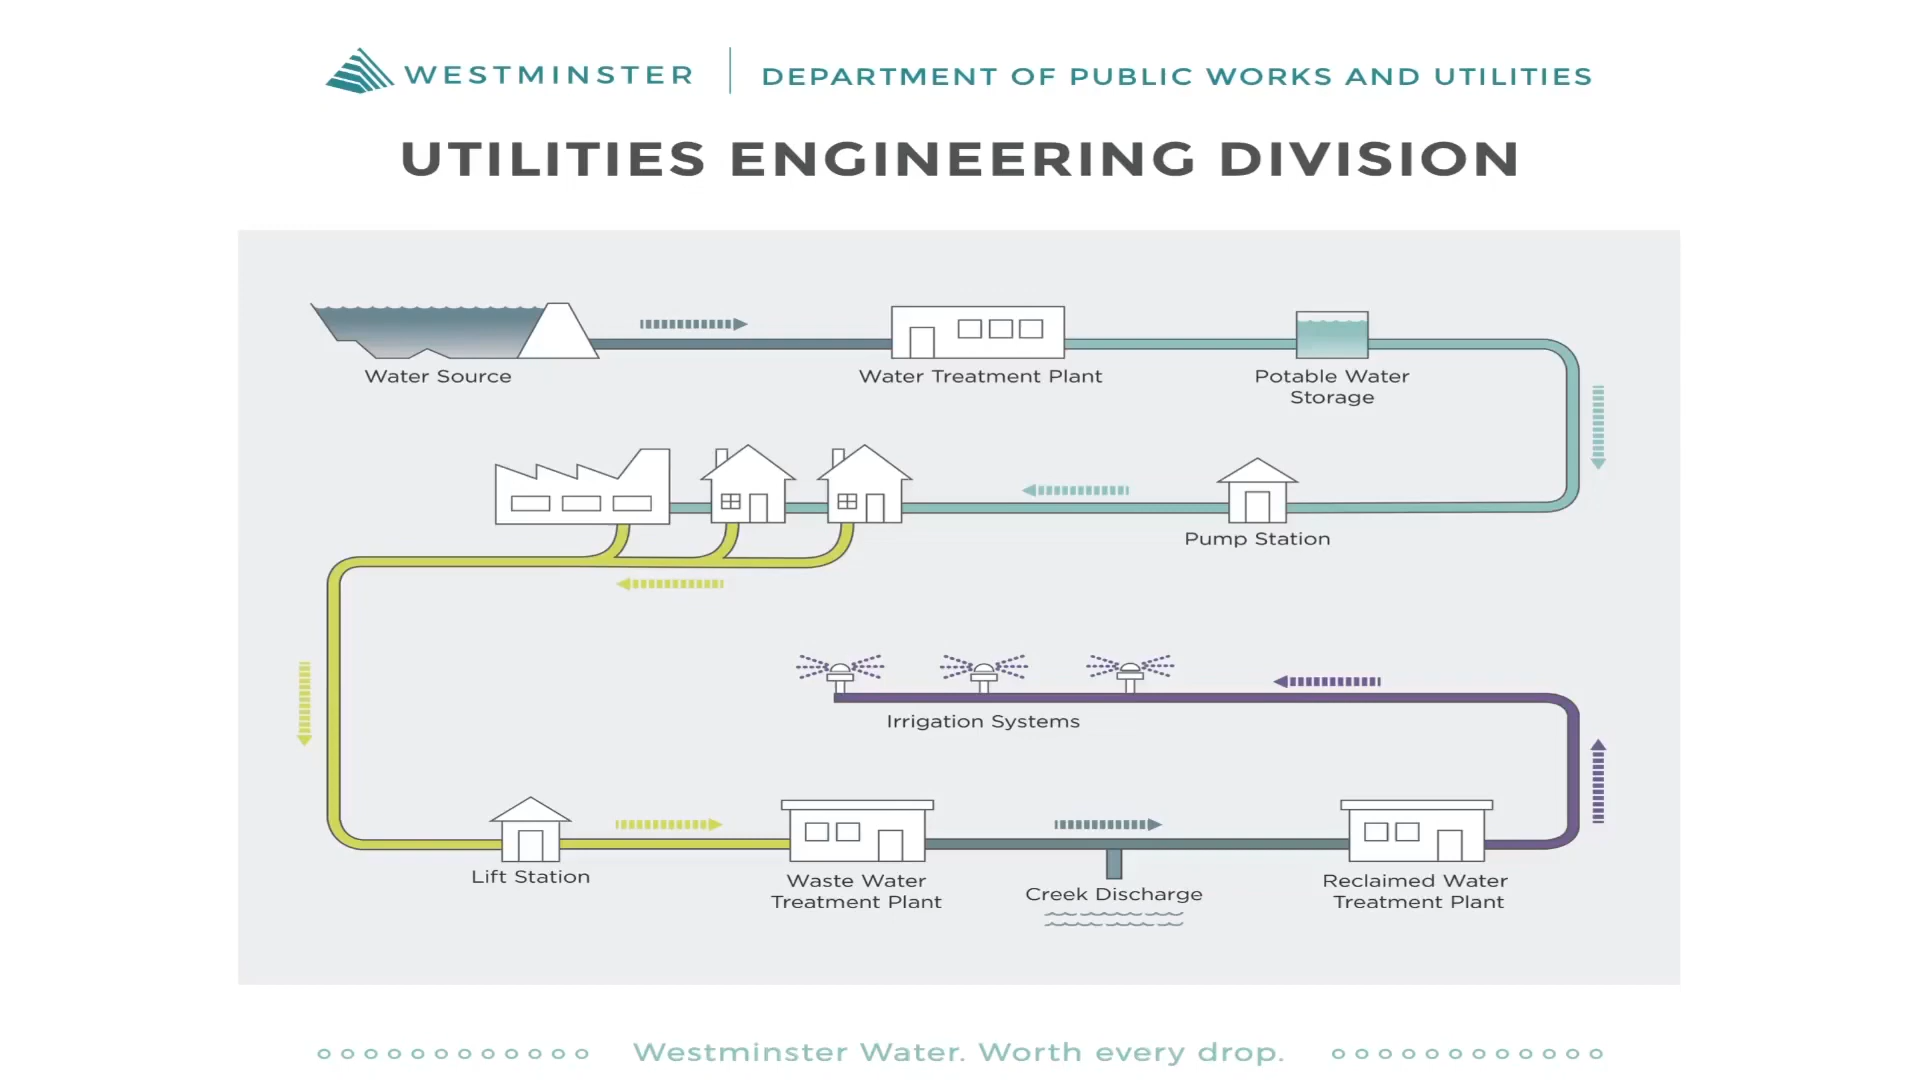 WESTMINSTER
DEPARTMENT OF PUBLIC WORKS AND UTILITIES
UTILITIES ENGINEERING DIVISION
Water Source
Water Treatment Plant
Potable Water
Storage
Pump Station
Irrigation Systems
Lift Station
Waste Water
Treatment Plant
Creek Discharge
Reclaimed Water
Treatment Plant
Westminster Water. Worth every drop.